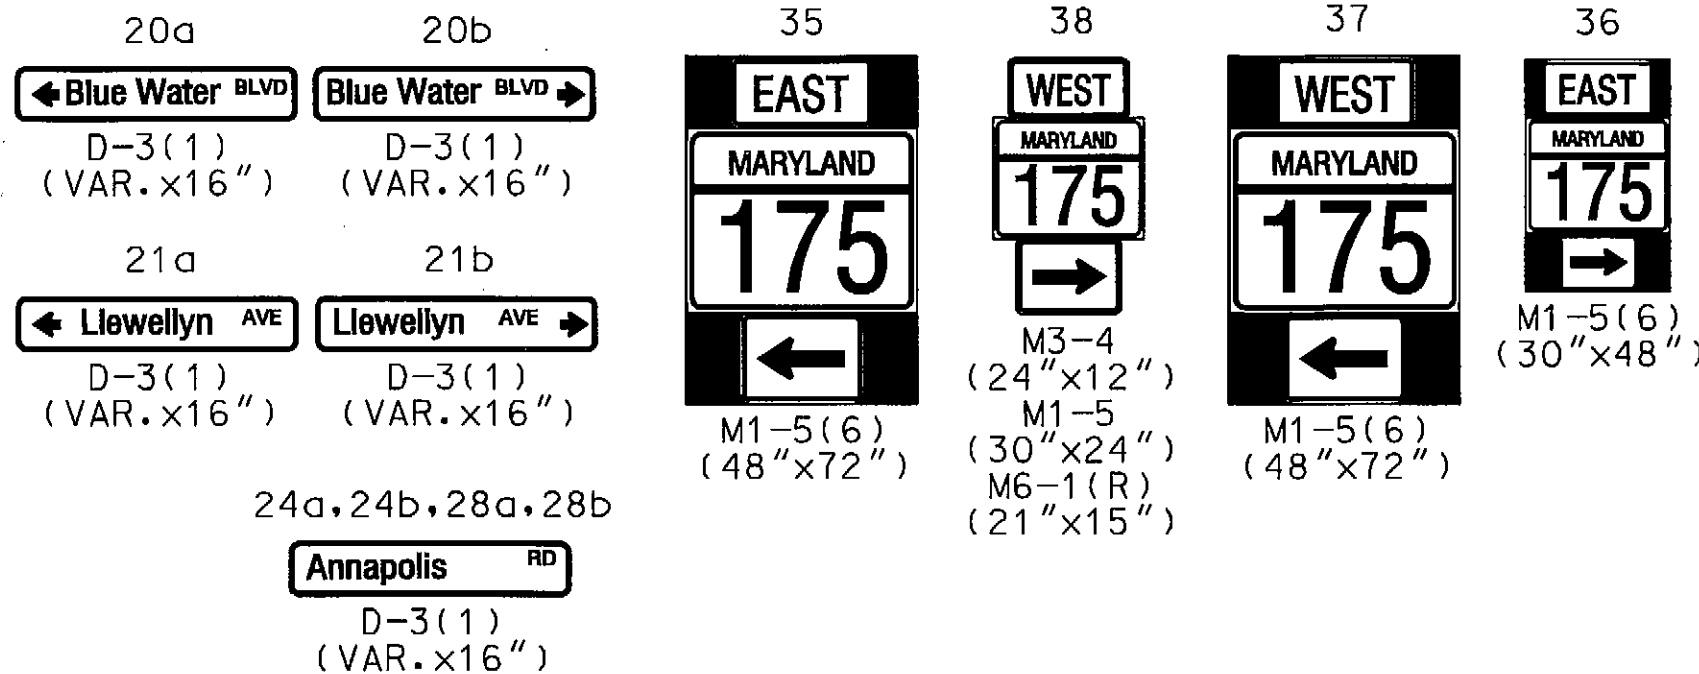 20a
← Blue Water BLVD
D-3(1)
(VAR.x16")
20b
Blue Water BLVD →
D-3(1)
(VAR.x16")
21a
← Llewellyn AVE
D-3(1)
(VAR.x16")
21b
Llewellyn AVE →
D-3(1)
(VAR.x16")
24a,24b,28a,28b
Annapolis RD
D-3(1)
(VAR.x16")
35
EAST
MARYLAND
175
←
M1-5(6)
(48"x72")
38
WEST
MARYLAND
175
→
M3-4
(24"x12")
M1-5
(30"x24")
M6-1(R)
(21"x15")
37
WEST
MARYLAND
175
←
M1-5(6)
(48"x72")
36
EAST
MARYLAND
175
→
M1-5(6)
(30"x48")